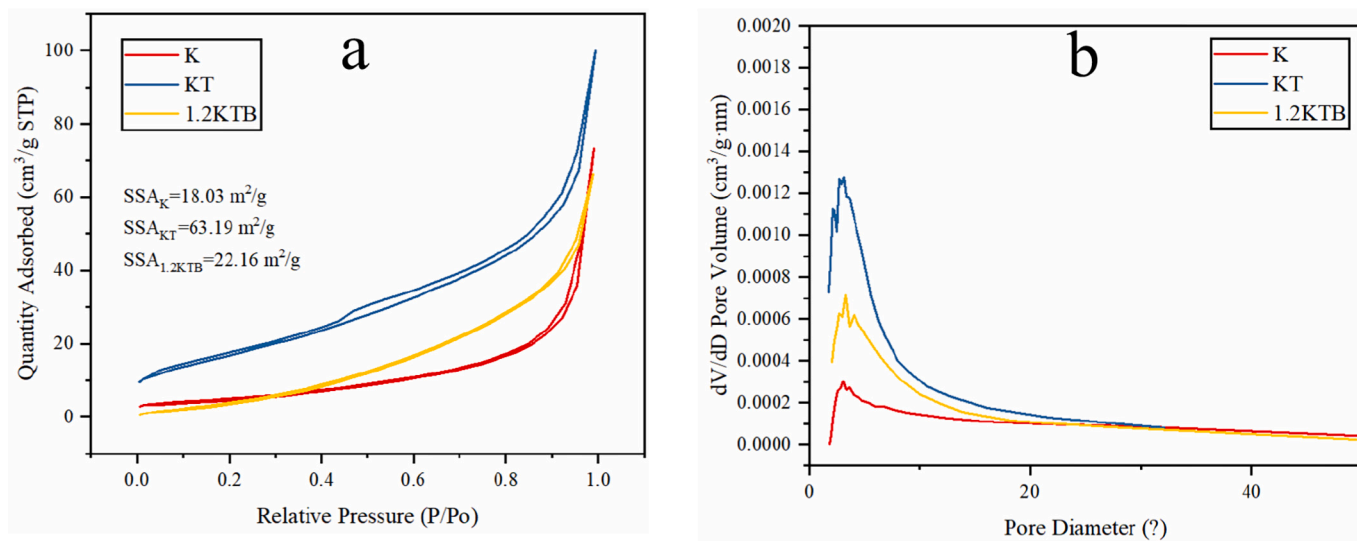 a
K
KT
1.2KTB
SSA_K=18.03 m²/g
SSA_KT=63.19 m²/g
SSA_1.2KTB=22.16 m²/g
Quantity Adsorbed (cm³/g STP)
100
80
60
40
20
0
0.0 0.2 0.4 0.6 0.8 1.0
Relative Pressure (P/Po)
b
K
KT
1.2KTB
dV/dD Pore Volume (cm³/g·nm)
0.0020
0.0018
0.0016
0.0014
0.0012
0.0010
0.0008
0.0006
0.0004
0.0002
0.0000
0 20 40
Pore Diameter (?)